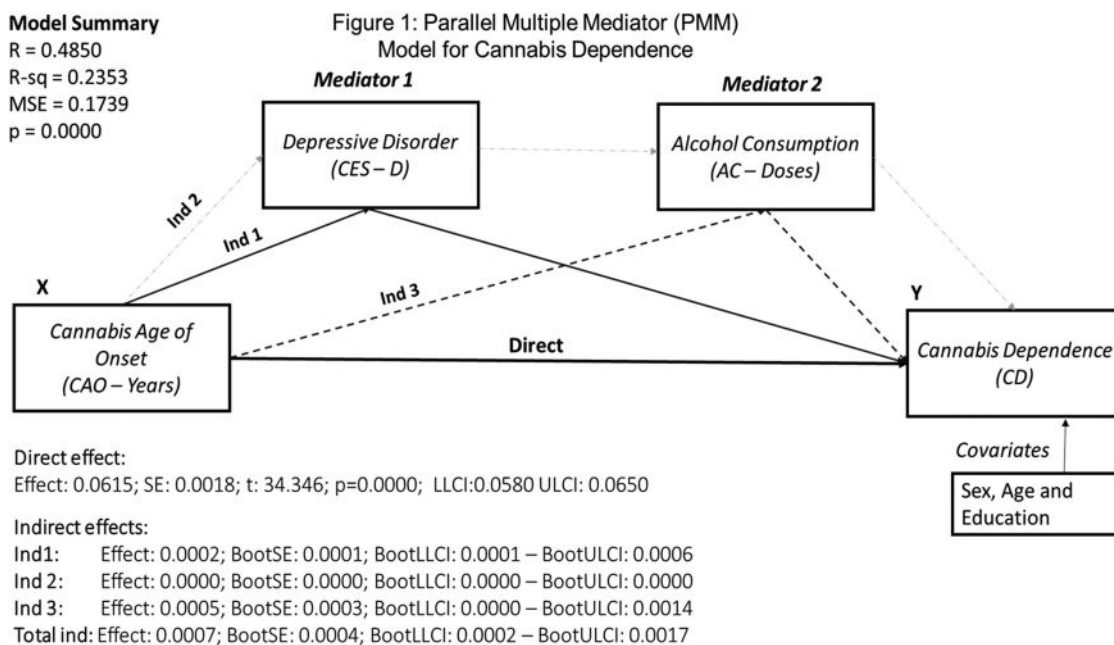 Model Summary
R = 0.4850
R-sq = 0.2353
MSE = 0.1739
p = 0.0000
Figure 1: Parallel Multiple Mediator (PMM)
Model for Cannabis Dependence
Mediator 1
Mediator 2
Depressive Disorder
(CES – D)
Alcohol Consumption
(AC – Doses)
Ind 2
Ind 1
Ind 3
X
Cannabis Age of
Onset
(CAO – Years)
Direct
Y
Cannabis Dependence
(CD)
Covariates
Sex, Age and
Education
Direct effect:
Effect: 0.0615; SE: 0.0018; t: 34.346; p=0.0000; LLCI:0.0580 ULCI: 0.0650
Indirect effects:
Ind1: Effect: 0.0002; BootSE: 0.0001; BootLLCI: 0.0001 – BootULCI: 0.0006
Ind 2: Effect: 0.0000; BootSE: 0.0000; BootLLCI: 0.0000 – BootULCI: 0.0000
Ind 3: Effect: 0.0005; BootSE: 0.0003; BootLLCI: 0.0000 – BootULCI: 0.0014
Total ind: Effect: 0.0007; BootSE: 0.0004; BootLLCI: 0.0002 – BootULCI: 0.0017